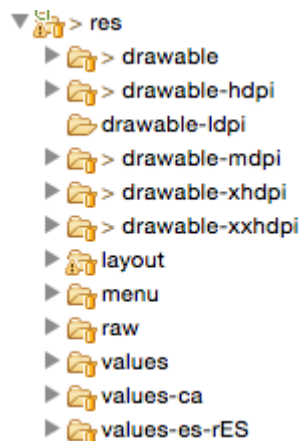 > res
> drawable
> drawable-hdpi
drawable-ldpi
> drawable-mdpi
> drawable-xhdpi
> drawable-xxhdpi
layout
menu
raw
values
values-ca
values-es-rES